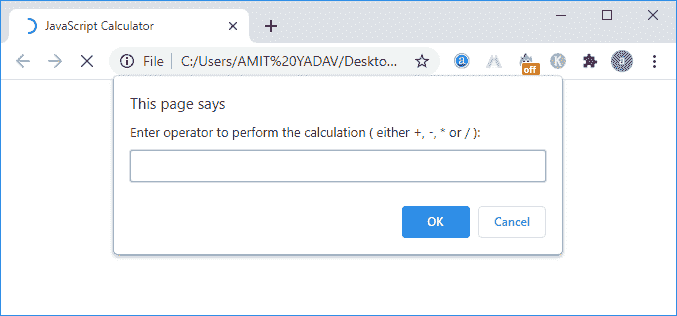 JavaScript Calculator
File C:/Users/AMIT%20YADAV/Deskto...
a
K
off
This page says
Enter operator to perform the calculation ( either +, -, * or / ):
OK
Cancel